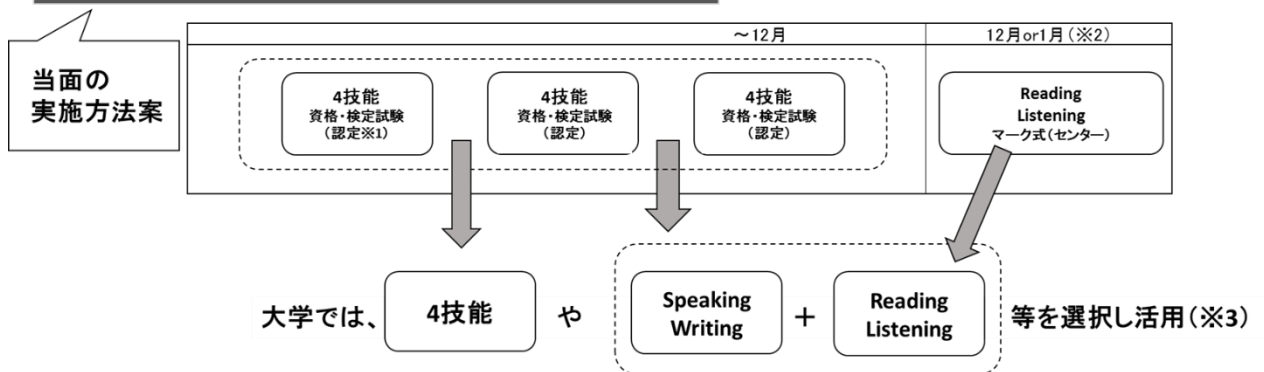 当面の
実施方法案
～12月
12月or1月(※2)
4技能
資格・検定試験
(認定※1)
4技能
資格・検定試験
(認定)
4技能
資格・検定試験
(認定)
Reading
Listening
マーク式(センター)
大学では、
4技能
や
Speaking
Writing
+
Reading
Listening
等を選択し活用(※3)